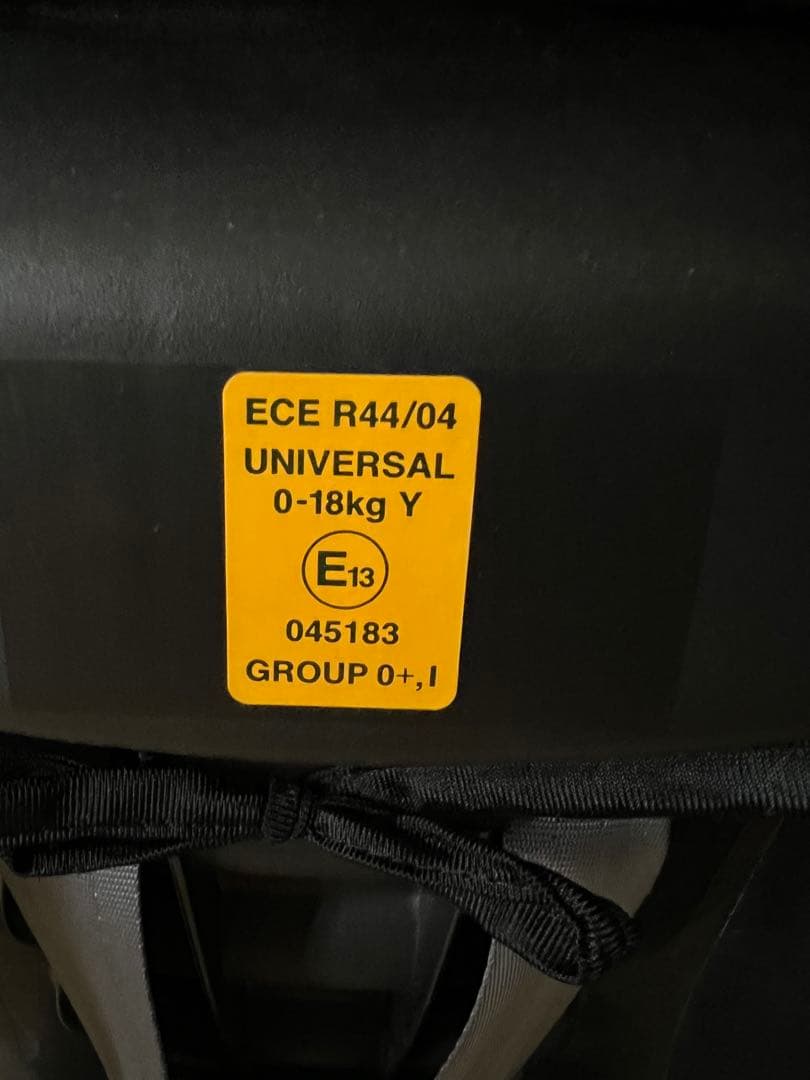 ECE R44/04
UNIVERSAL
0-18kg Y
E13
045183
GROUP 0+, I